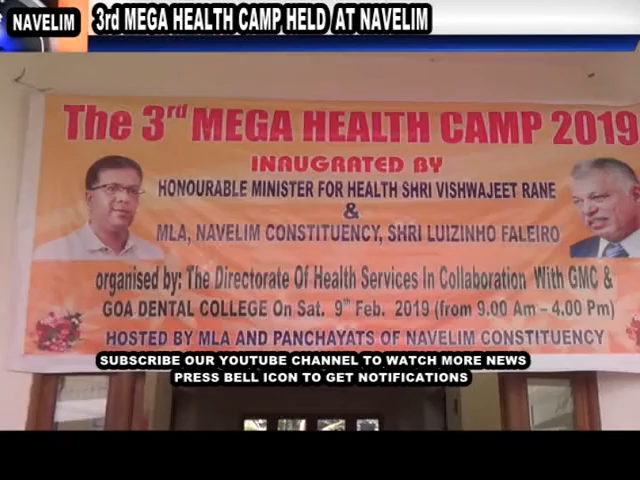 NAVELIM
3rd MEGA HEALTH CAMP HELD AT NAVELIM
The 3rd MEGA HEALTH CAMP 2019
INRUGRATED BY
HONOURABLE MINISTER FOR HEALTH SHRI VISHWAJEET RANE
&
MLA, NAVELIM CONSTITUENCY, SHRI LUIZINHO FALEIRO
organised by: The Directorate Of Health Services In Collaboration With GMC &
GOA DENTAL COLLEGE On Sat. 9th Feb. 2019 (from 9.00 Am – 4.00 Pm)
HOSTED BY MLA AND PANCHAYATS OF NAVELIM CONSTITUENCY
SUBSCRIBE OUR YOUTUBE CHANNEL TO WATCH MORE NEWS
PRESS BELL ICON TO GET NOTIFICATIONS